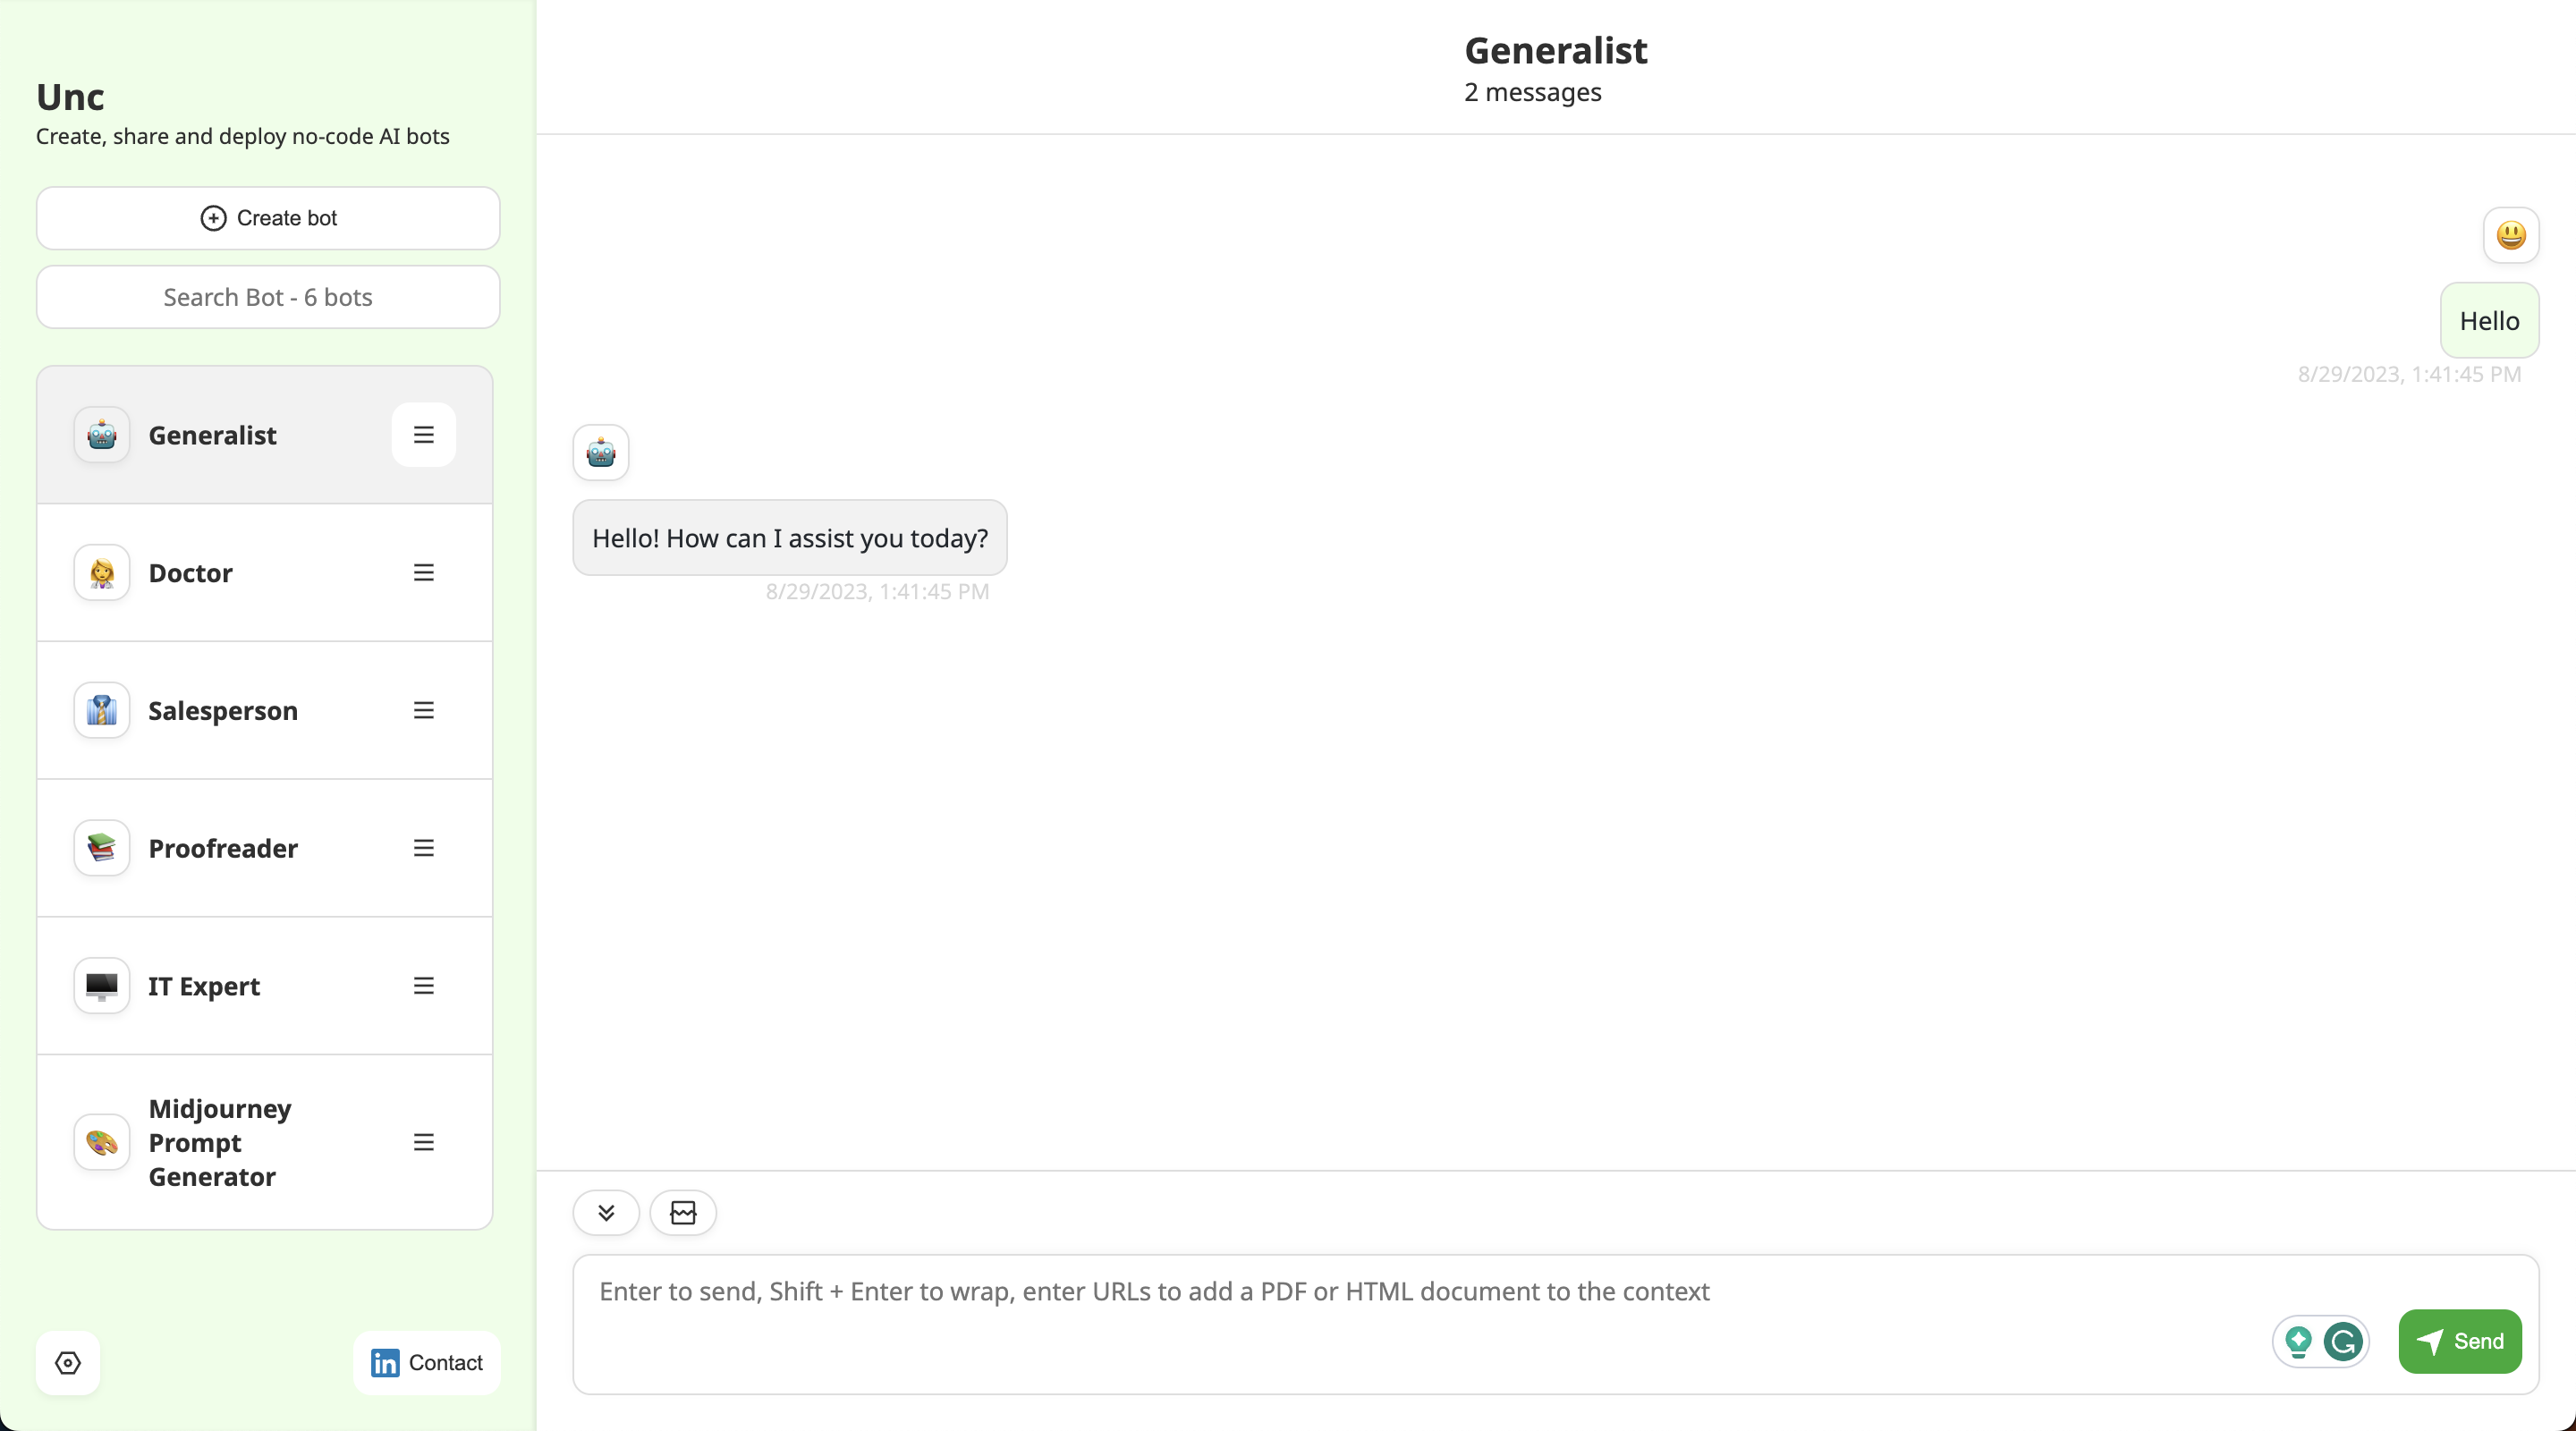 Unc
Create, share and deploy no-code AI bots
Create bot
Search Bot - 6 bots
Generalist
Doctor
Salesperson
Proofreader
IT Expert
Midjourney
Prompt
Generator
Contact
Generalist
2 messages
Hello
8/29/2023, 1:41:45 PM
Hello! How can I assist you today?
8/29/2023, 1:41:45 PM
Enter to send, Shift + Enter to wrap, enter URLs to add a PDF or HTML document to the context
Send